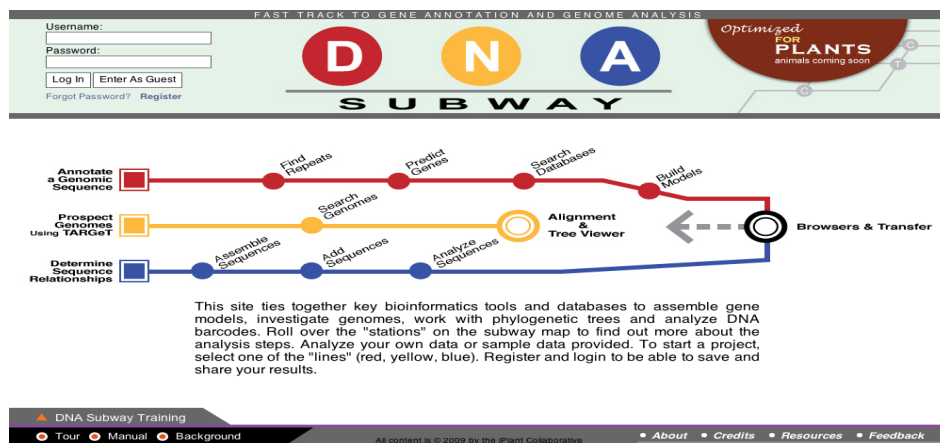 FAST TRACK TO GENE ANNOTATION AND GENOME ANALYSIS
Username:
Password:
Log In
Enter As Guest
Forgot Password? Register
D N A
SUBWAY
Optimized
FOR
PLANTS
animals coming soon
C
T
C
Annotate
a Genomic
Sequence
Find
Repeats
Predict
Genes
Search
Databases
Build
Models
Prospect
Genomes
Using TARGeT
Search
Genomes
Alignment
&
Tree Viewer
Browsers & Transfer
Determine
Sequence
Relationships
Assemble
Sequences
Add
Sequences
Analyze
Sequences
This site ties together key bioinformatics tools and databases to assemble gene
models, investigate genomes, work with phylogenetic trees and analyze DNA
barcodes. Roll over the "stations" on the subway map to find out more about the
analysis steps. Analyze your own data or sample data provided. To start a project,
select one of the "lines" (red, yellow, blue). Register and login to be able to save and
share your results.
DNA Subway Training
Tour Manual Background
All content is © 2009 by the iPlant Collaborative
• About • Credits • Resources • Feedback